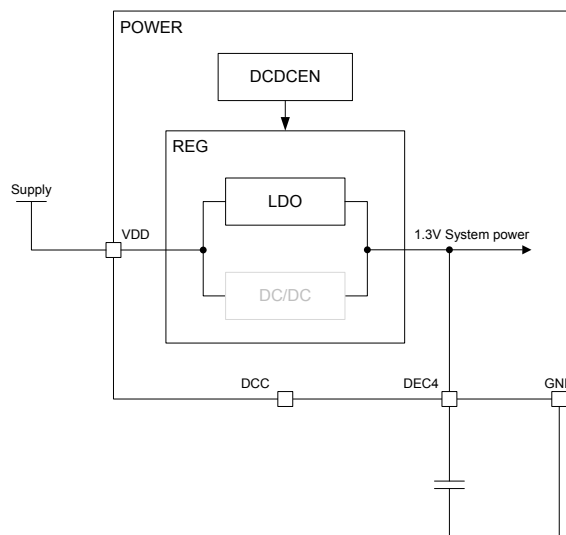 POWER
DCDCEN
REG
LDO
Supply
VDD
1.3V System power
DC/DC
DCC
DEC4